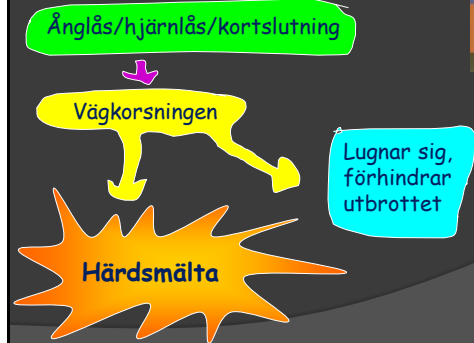 Ånglås/hjärnlås/kortslutning
Vägkorsningen
Lugnar sig,
förhindrar
utbrottet
Härdsmälta